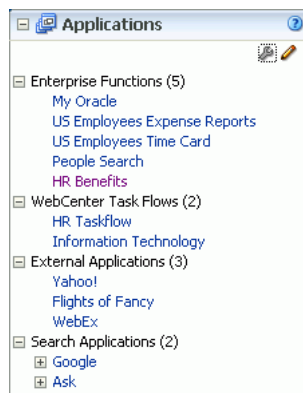 Applications
Enterprise Functions (5)
My Oracle
US Employees Expense Reports
US Employees Time Card
People Search
HR Benefits
WebCenter Task Flows (2)
HR Taskflow
Information Technology
External Applications (3)
Yahoo!
Flights of Fancy
WebEx
Search Applications (2)
Google
Ask